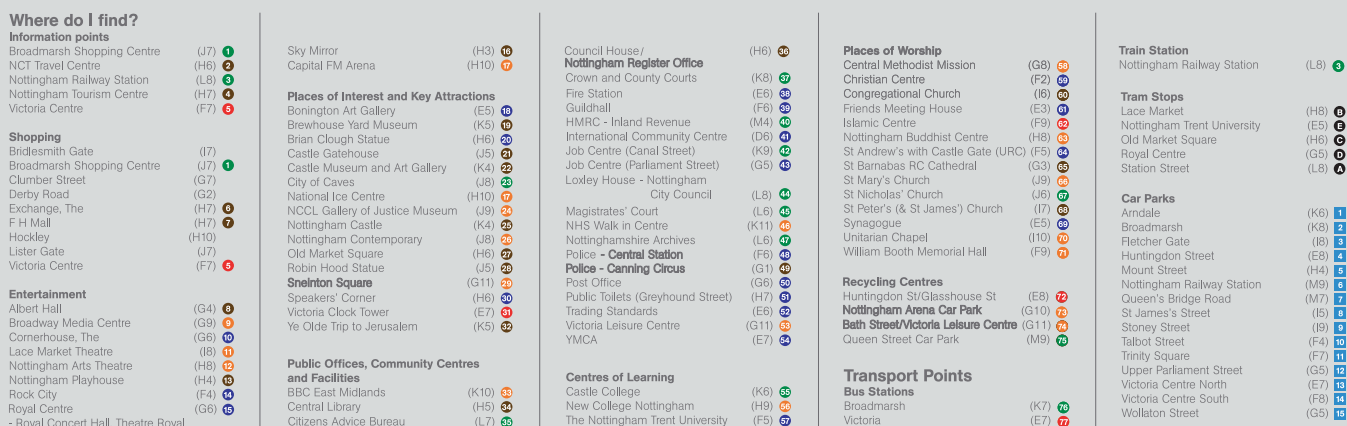 Where do I find?
Information points
Broadmarsh Shopping Centre (J7) 1
NCT Travel Centre (H6) 2
Nottingham Railway Station (L8) 3
Nottingham Tourism Centre (H7) 4
Victoria Centre (F7) 5
Shopping
Bridlesmith Gate (I7)
Broadmarsh Shopping Centre (J7) 1
Clumber Street (G7)
Derby Road (G2)
Exchange, The (H7) 6
F H Mall (H7) 7
Hockley (H10)
Lister Gate (J7)
Victoria Centre (F7) 5
Entertainment
Albert Hall (G4) 8
Broadway Media Centre (G9) 9
Cornerhouse, The (G6) 10
Lace Market Theatre (I8) 11
Nottingham Arts Theatre (H8) 12
Nottingham Playhouse (H4) 13
Rock City (F4) 14
Royal Centre (G6) 15
- Royal Concert Hall, Theatre Royal
Sky Mirror (H3) 16
Capital FM Arena (H10) 17
Places of Interest and Key Attractions
Bonington Art Gallery (E5) 18
Brewhouse Yard Museum (K5) 19
Brian Clough Statue (H6) 20
Castle Gatehouse (J5) 21
Castle Museum and Art Gallery (K4) 22
City of Caves (J8) 23
National Ice Centre (H10) 17
NCCL Gallery of Justice Museum (J9) 24
Nottingham Castle (K4) 25
Nottingham Contemporary (J8) 26
Old Market Square (H6) 27
Robin Hood Statue (J5) 28
Sneinton Square (G11) 29
Speakers' Corner (H6) 30
Victoria Clock Tower (E7) 31
Ye Olde Trip to Jerusalem (K5) 32
Public Offices, Community Centres
and Facilities
BBC East Midlands (K10) 33
Central Library (H5) 34
Citizens Advice Bureau (L7) 35
Council House/ (H6) 36
Nottingham Register Office
Crown and County Courts (K8) 37
Fire Station (E6) 38
Guildhall (F6) 39
HMRC - Inland Revenue (M4) 40
International Community Centre (D6) 41
Job Centre (Canal Street) (K9) 42
Job Centre (Parliament Street) (G5) 43
Loxley House - Nottingham
City Council (L8) 44
Magistrates' Court (L6) 45
NHS Walk in Centre (K11) 46
Nottinghamshire Archives (L6) 47
Police - Central Station (F6) 48
Police - Canning Circus (G1) 49
Post Office (G6) 50
Public Toilets (Greyhound Street) (H7) 51
Trading Standards (E6) 52
Victoria Leisure Centre (G11) 53
YMCA (E7) 54
Centres of Learning
Castle College (K6) 55
New College Nottingham (H9) 56
The Nottingham Trent University (F5) 57
Places of Worship
Central Methodist Mission (G8) 58
Christian Centre (F2) 59
Congregational Church (I6) 60
Friends Meeting House (E3) 61
Islamic Centre (F9) 62
Nottingham Buddhist Centre (H8) 63
St Andrew's with Castle Gate (URC) (F5) 64
St Barnabas RC Cathedral (G3) 65
St Mary's Church (J9) 66
St Nicholas' Church (J6) 67
St Peter's (& St James') Church (I7) 68
Synagogue (E5) 69
Unitarian Chapel (I10) 70
William Booth Memorial Hall (F9) 71
Recycling Centres
Huntingdon St/Glasshouse St (E8) 72
Nottingham Arena Car Park (G10) 73
Bath Street/Victoria Leisure Centre (G11) 74
Queen Street Car Park (M9) 75
Transport Points
Bus Stations
Broadmarsh (K7) 76
Victoria (E7) 77
Train Station
Nottingham Railway Station (L8) 3
Tram Stops
Lace Market (H8) B
Nottingham Trent University (E5) E
Old Market Square (H6) C
Royal Centre (G5) D
Station Street (L8) A
Car Parks
Arndale (K6) 1
Broadmarsh (K8) 2
Fletcher Gate (I8) 3
Huntingdon Street (E8) 4
Mount Street (H4) 5
Nottingham Railway Station (M9) 6
Queen's Bridge Road (M7) 7
St James's Street (I5) 8
Stoney Street (I9) 9
Talbot Street (F4) 10
Trinity Square (F7) 11
Upper Parliament Street (G5) 12
Victoria Centre North (E7) 13
Victoria Centre South (F8) 14
Wollaton Street (G5) 15